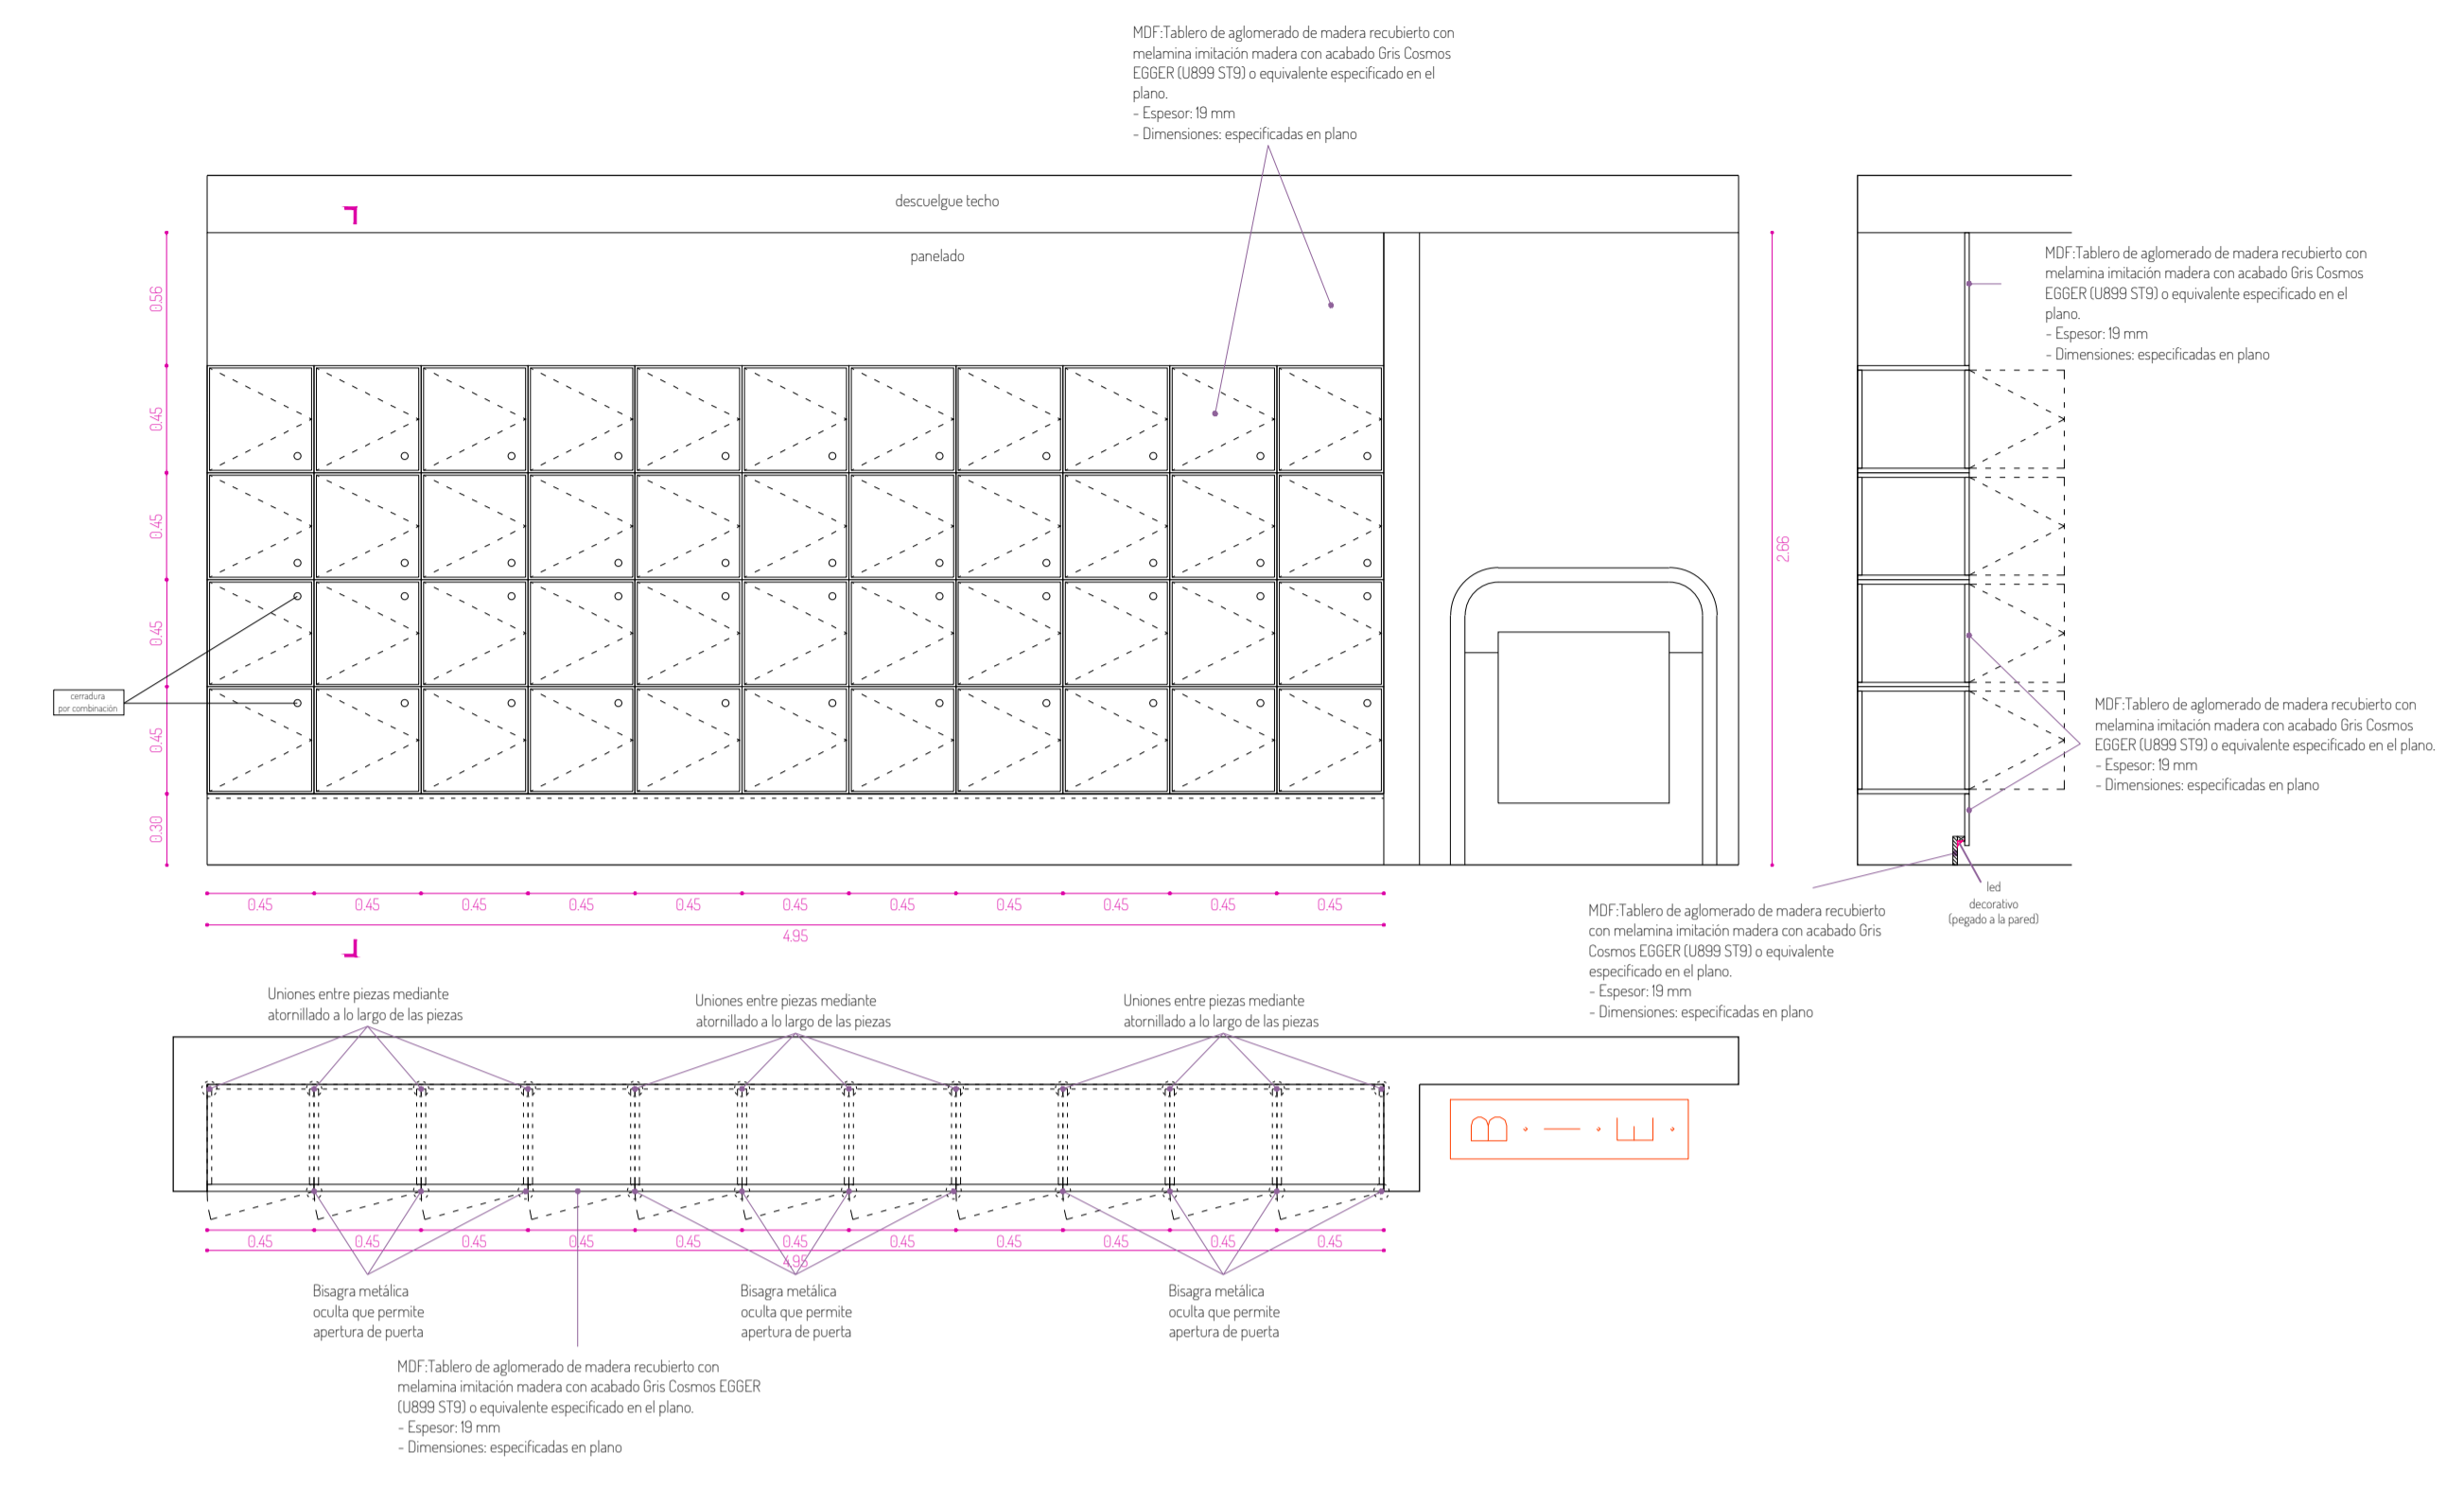 MDF:Tablero de aglomerado de madera recubierto con
melamina imitación madera con acabado Gris Cosmos
EGGER (U899 ST9) o equivalente especificado en el
plano.
- Espesor: 19 mm
- Dimensiones: especificadas en plano
descuelgue techo
panelado
MDF:Tablero de aglomerado de madera recubierto con
melamina imitación madera con acabado Gris Cosmos
EGGER (U899 ST9) o equivalente especificado en el
plano.
- Espesor: 19 mm
- Dimensiones: especificadas en plano
0.56
0.45
0.45
0.45
0.45
0.30
2.66
cerradura
por combinación
MDF:Tablero de aglomerado de madera recubierto con
melamina imitación madera con acabado Gris Cosmos
EGGER (U899 ST9) o equivalente especificado en el plano.
- Espesor: 19 mm
- Dimensiones: especificadas en plano
led
decorativo
(pegado a la pared)
0.45 0.45 0.45 0.45 0.45 0.45 0.45 0.45 0.45 0.45 0.45
4.95
MDF:Tablero de aglomerado de madera recubierto
con melamina imitación madera con acabado Gris
Cosmos EGGER (U899 ST9) o equivalente
especificado en el plano.
- Espesor: 19 mm
- Dimensiones: especificadas en plano
Uniones entre piezas mediante
atornillado a lo largo de las piezas
Uniones entre piezas mediante
atornillado a lo largo de las piezas
Uniones entre piezas mediante
atornillado a lo largo de las piezas
B.I.E.
0.45 0.45 0.45 0.45 0.45 0.45 0.45 0.45 0.45 0.45 0.45
4.95
Bisagra metálica
oculta que permite
apertura de puerta
Bisagra metálica
oculta que permite
apertura de puerta
Bisagra metálica
oculta que permite
apertura de puerta
MDF:Tablero de aglomerado de madera recubierto con
melamina imitación madera con acabado Gris Cosmos EGGER
(U899 ST9) o equivalente especificado en el plano.
- Espesor: 19 mm
- Dimensiones: especificadas en plano